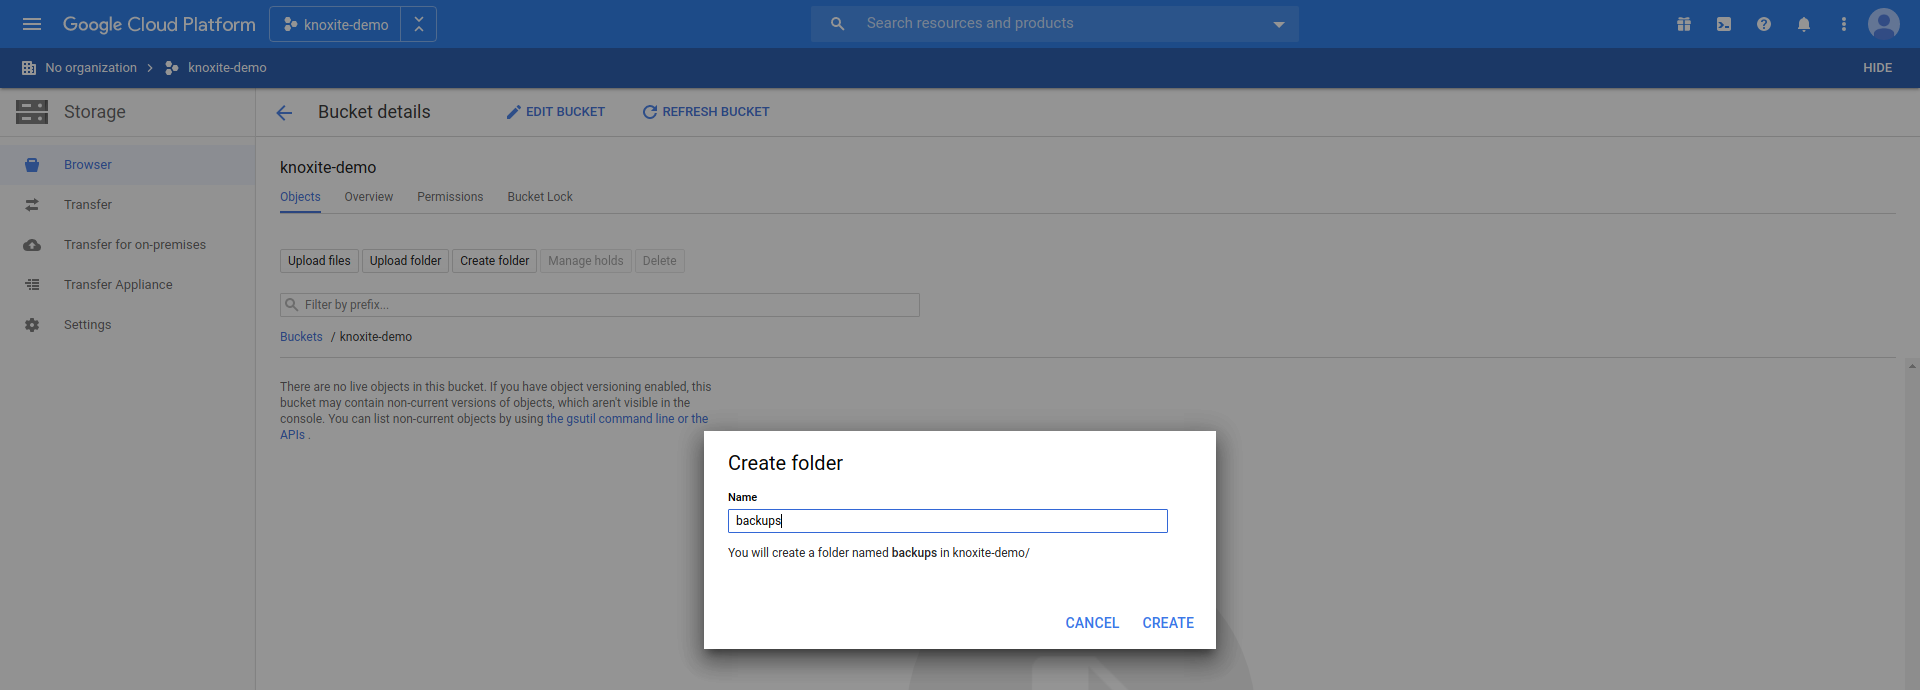 Google Cloud Platform knoxite-demo Search resources and products
No organization knoxite-demo HIDE
Storage Bucket details EDIT BUCKET REFRESH BUCKET
Browser
Transfer
Transfer for on-premises
Transfer Appliance
Settings
knoxite-demo
Objects Overview Permissions Bucket Lock
Upload files Upload folder Create folder Manage holds Delete
Filter by prefix...
Buckets / knoxite-demo
There are no live objects in this bucket. If you have object versioning enabled, this
bucket may contain non-current versions of objects, which aren't visible in the
console. You can list non-current objects by using the gsutil command line or the
APIs .
Create folder
Name
backups
You will create a folder named backups in knoxite-demo/
CANCEL CREATE